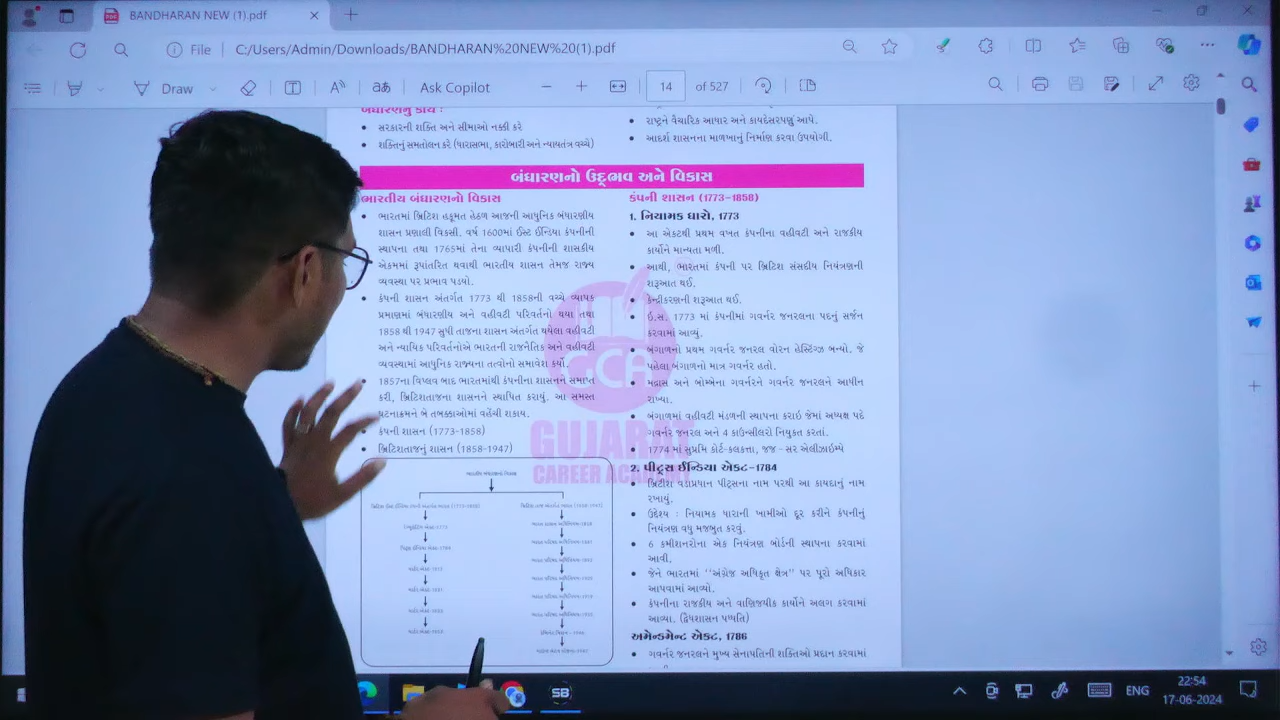 BANDHARAN NEW (1).pdf
File
C:/Users/Admin/Downloads/BANDHARAN%20NEW%20(1).pdf
Draw
Ask Copilot
14
of 527
બંધારણનું કાર્ય :
સરકારની શક્તિ અને સીમાઓ નક્કી કરે
શક્તિનું સમતોલન કરે (ધારાસભા, કારોબારી અને ન્યાયતંત્ર વચ્ચે)
રાષ્ટ્રને વૈચારિક આધાર અને કાયદેસરપણું આપે.
આદર્શ શાસનના માળખાનું નિર્માણ કરવા ઉપયોગી.
બંધારણનો ઉદ્ભવ અને વિકાસ
ભારતીય બંધારણનો વિકાસ
ભારતમાં બ્રિટિશ હકૂમત હેઠળ આજની આધુનિક બંધારણીય
શાસન પ્રણાલી વિકસી. વર્ષ 1600માં ઈસ્ટ ઈન્ડિયા કંપનીની
સ્થાપના તથા 1765માં તેના વ્યાપારી કંપનીની શાસકીય
એકમમાં રૂપાંતરિત થવાથી ભારતીય શાસન તેમજ રાજ્ય
વ્યવસ્થા પર પ્રભાવ પડ્યો.
કંપની શાસન અંતર્ગત 1773 થી 1858ની વચ્ચે વ્યાપક
પ્રમાણમાં બંધારણીય અને વહીવટી પરિવર્તનો થયા તથા
1858 થી 1947 સુધી તાજના શાસન અંતર્ગત થયેલા વહીવટી
અને ન્યાયિક પરિવર્તનોએ ભારતની રાજનૈતિક અને વહીવટી
વ્યવસ્થામાં આધુનિક રાજ્યના તત્વોનો સમાવેશ કર્યો.
1857ના વિપ્લવ બાદ ભારતમાંથી કંપનીના શાસનને સમાપ્ત
કરી, બ્રિટિશતાજના શાસનને સ્થાપિત કરાયું. આ સમસ્ત
ઘટનાક્રમને બે તબક્કાઓમાં વહેંચી શકાય.
કંપની શાસન (1773-1858)
બ્રિટિશતાજનું શાસન (1858-1947)
ભારતીય બંધારણનો વિકાસ
કંપની શાસન (1773-1858)
1. નિયામક ધારો, 1773
આ એક્ટથી પ્રથમ વખત કંપનીના વહીવટી અને રાજકીય
કાર્યોને માન્યતા મળી.
આથી, ભારતમાં કંપની પર બ્રિટિશ સંસદીય નિયંત્રણની
શરૂઆત થઈ.
કેન્દ્રીકરણની શરૂઆત થઈ.
ઇ.સ. 1773 માં કંપનીમાં ગવર્નર જનરલના પદનું સર્જન
કરવામાં આવ્યું.
બંગાળનો પ્રથમ ગવર્નર જનરલ વોરન હેસ્ટિંગ્ઝ બન્યો, જે
પહેલા બંગાળનો માત્ર ગવર્નર હતો.
મદ્રાસ અને બોમ્બેના ગવર્નરને ગવર્નર જનરલને આધીન
રાખ્યા.
બંગાળમાં વહીવટી મંડળની સ્થાપના કરાઇ જેમાં અધ્યક્ષ પદે
ગવર્નર જનરલ અને 4 કાઉન્સીલરો નિયુક્ત કરતાં.
1774 માં સુપ્રિમ કોર્ટ-કલકત્તા, જજ - સર એલીઝાઈમ્પે
2. પીટ્સ ઈન્ડિયા એક્ટ-1784
બ્રિટીશ વડાપ્રધાન પીટ્સના નામ પરથી આ કાયદાનું નામ
રખાયું.
ઉદ્દેશ્ય : નિયામક ધારાની ખામીઓ દૂર કરીને કંપનીનું
નિયંત્રણ વધુ મજબુત કરવું.
6 કમીશનરોના એક નિયંત્રણ બોર્ડની સ્થાપના કરવામાં
આવી.
જેને ભારતમાં "અંગ્રેજ અધિકૃત ક્ષેત્ર" પર પૂરો અધિકાર
આપવામાં આવ્યો.
કંપનીના રાજકીય અને વાણિજ્યીક કાર્યોને અલગ કરવામાં
આવ્યા. (દ્વિધશાસન પધ્ધતિ)
અમેન્ડમેન્ટ એક્ટ, 1786
ગવર્નર જનરલને મુખ્ય સેનાપતિની શક્તિઓ પ્રદાન કરવામાં
GCA
GUJARAT
CAREER ACADEMY
SB
ENG
22:54
17-06-2024